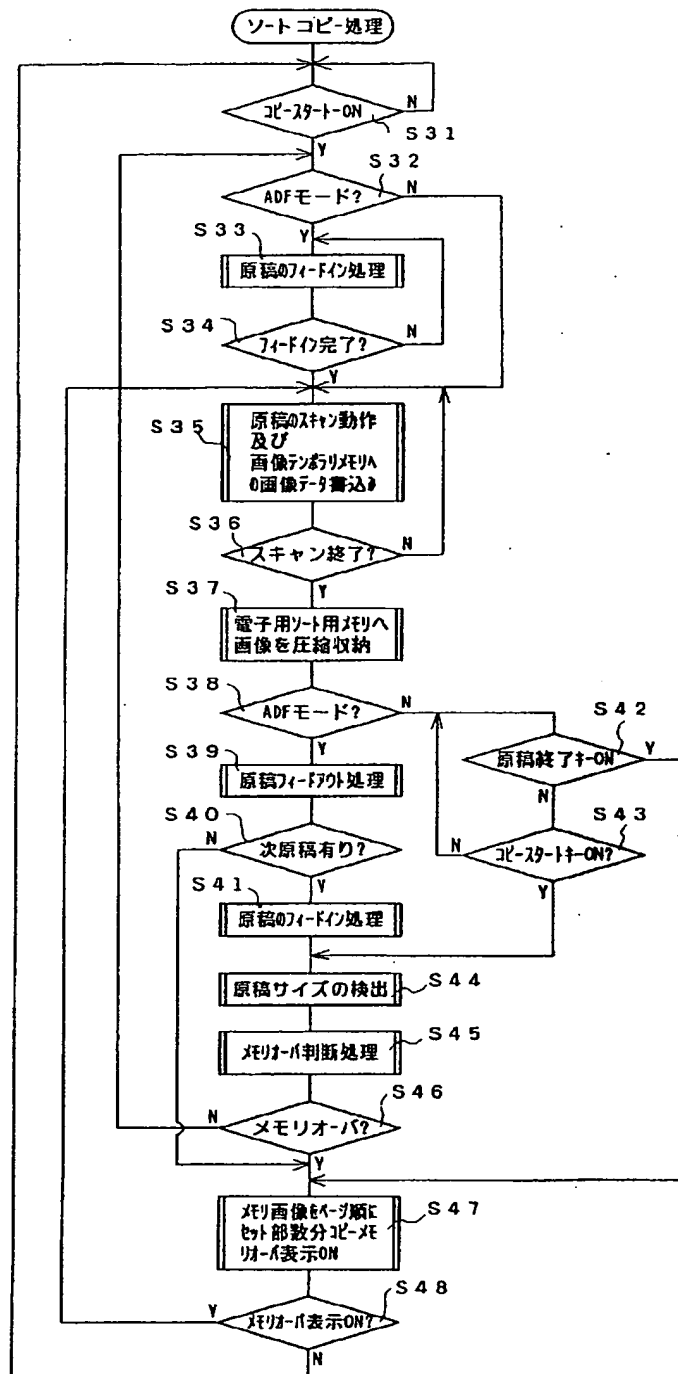 ソートコピー処理
コピースタートーON
N
S31
Y
S32
ADFモード?
N
S33
Y
原稿のフィードイン処理
S34
フィードイン完了?
N
Y
S35
原稿のスキャン動作
及び
画像テンポラリメモリへ
の画像データ書込み
S36
スキャン終了?
N
Y
S37
電子用ソート用メモリへ
画像を圧縮収納
S38
ADFモード?
N
S42
Y
原稿終了キーON
Y
S39
原稿フィードアウト処理
N
S43
S40
N
次原稿有り?
N
コピースタートキーON?
Y
Y
S41
原稿のフィードイン処理
原稿サイズの検出
S44
メモリオーバ判断処理
S45
S46
N
メモリオーバ?
Y
メモリ画像をページ順に
セット部数分コピーメモ
リオーバ表示ON
S47
S48
Y
メモリオーバ表示ON?
N